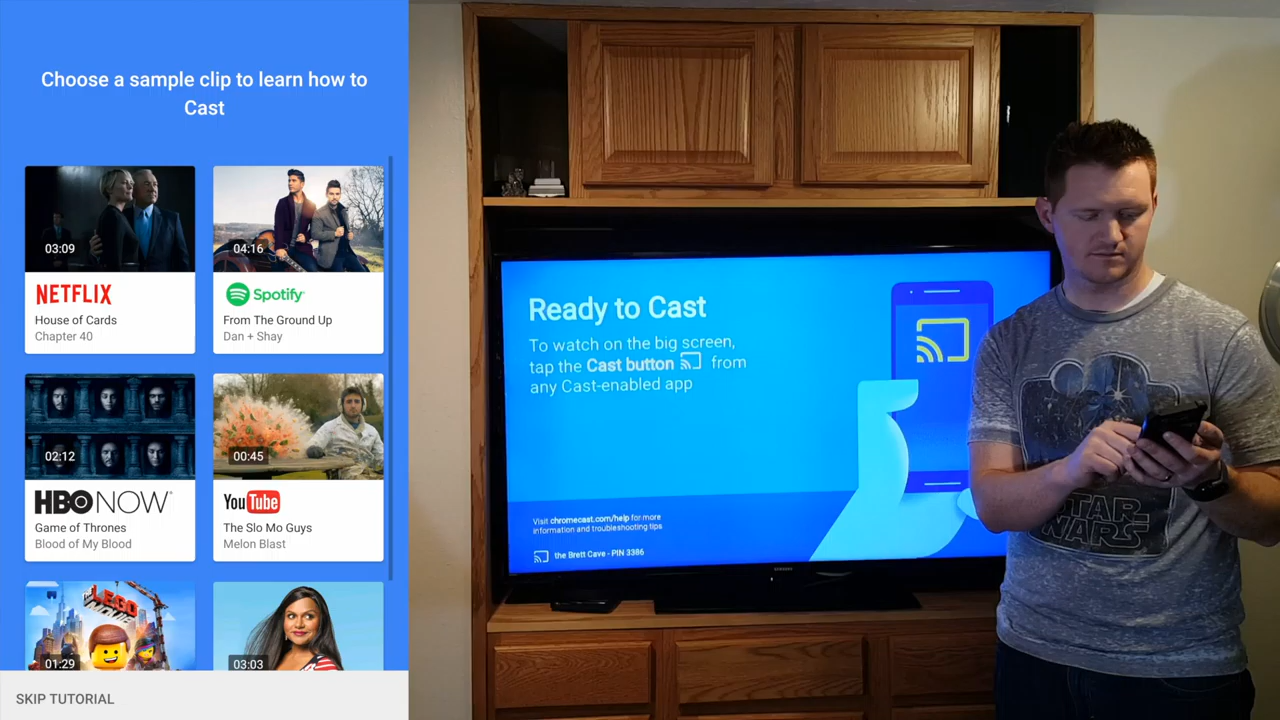 Choose a sample clip to learn how to
Cast
03:09
NETFLIX
House of Cards
Chapter 40
04:16
Spotify
From The Ground Up
Dan + Shay
02:12
HBO NOW
Game of Thrones
Blood of My Blood
00:45
YouTube
The Slo Mo Guys
Melon Blast
THE LEGO MOVIE
01:29
03:03
SKIP TUTORIAL
Ready to Cast
To watch on the big screen,
tap the Cast button from
any Cast-enabled app
Visit chromecast.com/help for more
information and troubleshooting tips
the Brett Cave - PIN 3386
SAMSUNG
STAR
WARS